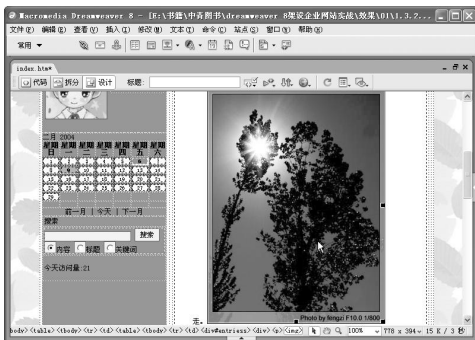 Macromedia Dreamweaver 8 - [E:\书籍\中青图书\dreamweaver 8架设企业网站实战\效果\01\1.3.2...
文件(F) 编辑(E) 查看(V) 插入(I) 修改(M) 文本(T) 命令(C) 站点(S) 窗口(W) 帮助(H)
常用
index.htm*
代码 拆分 设计 标题:
二月 2004
星期日 星期一 星期二 星期三 星期四 星期五 星期六
前一月 | 今天 | 下一月
搜索
搜索
内容 标题 关键词
今天访问量:21
走。
Photo by fengzi F10.0 1/800
<body> <table> <tbody> <tr> <td> <table> <tbody> <tr> <td> <div#entriess> <div> <p> <img> 100% 778 x 394 15 K / 3 秒